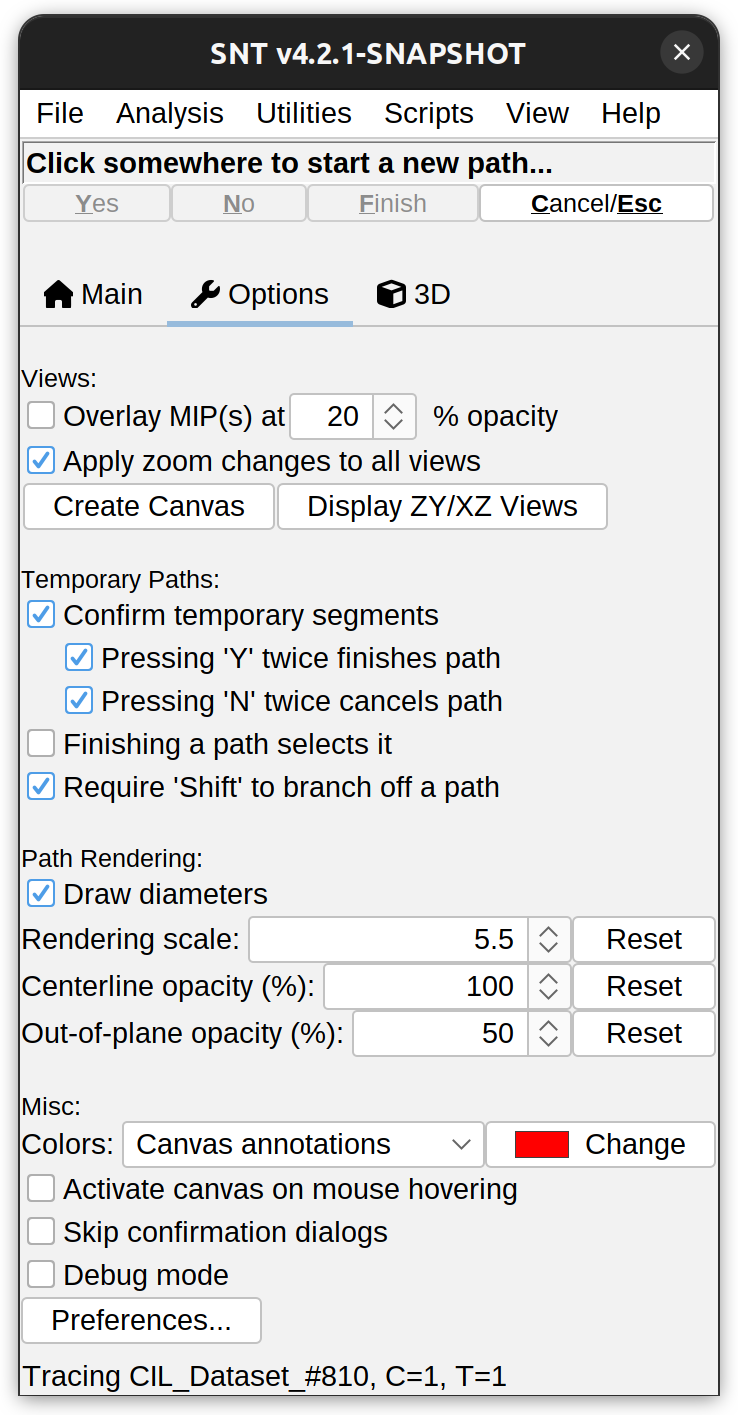 SNT v4.2.1-SNAPSHOT
File Analysis Utilities Scripts View Help
Click somewhere to start a new path...
Yes No Finish Cancel/Esc
Main Options 3D
Views:
Overlay MIP(s) at 20 % opacity
Apply zoom changes to all views
Create Canvas Display ZY/XZ Views
Temporary Paths:
Confirm temporary segments
Pressing 'Y' twice finishes path
Pressing 'N' twice cancels path
Finishing a path selects it
Require 'Shift' to branch off a path
Path Rendering:
Draw diameters
Rendering scale: 5.5 Reset
Centerline opacity (%): 100 Reset
Out-of-plane opacity (%): 50 Reset
Misc:
Colors: Canvas annotations Change
Activate canvas on mouse hovering
Skip confirmation dialogs
Debug mode
Preferences...
Tracing CIL_Dataset_#810, C=1, T=1